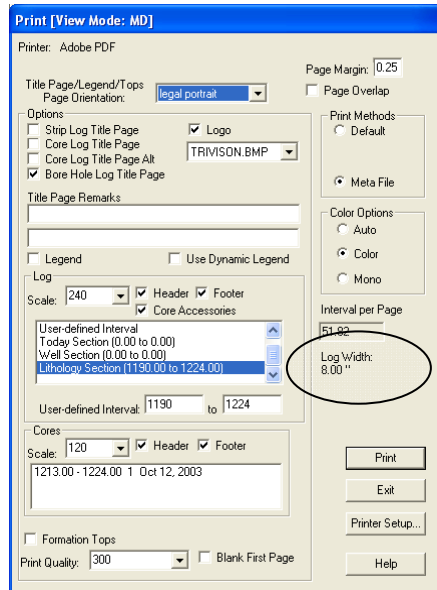 Print [View Mode: MD]
Printer: Adobe PDF
Page Margin: 0.25
Title Page/Legend/Tops
Page Orientation: legal portrait
Page Overlap
Options
Strip Log Title Page
Logo
Core Log Title Page
TRIVISON.BMP
Core Log Title Page Alt
Bore Hole Log Title Page
Title Page Remarks
Legend
Use Dynamic Legend
Print Methods
Default
Meta File
Color Options
Auto
Color
Mono
Log
Scale: 240 Header Footer
Core Accessories
User-defined Interval
Today Section (0.00 to 0.00)
Well Section (0.00 to 0.00)
Lithology Section (1190.00 to 1224.00)
User-defined Interval: 1190 to 1224
Interval per Page
51.82
Log Width:
8.00 "
Cores
Scale: 120 Header Footer
1213.00 - 1224.00 1 Oct 12, 2003
Formation Tops
Print Quality: 300 Blank First Page
Print
Exit
Printer Setup...
Help